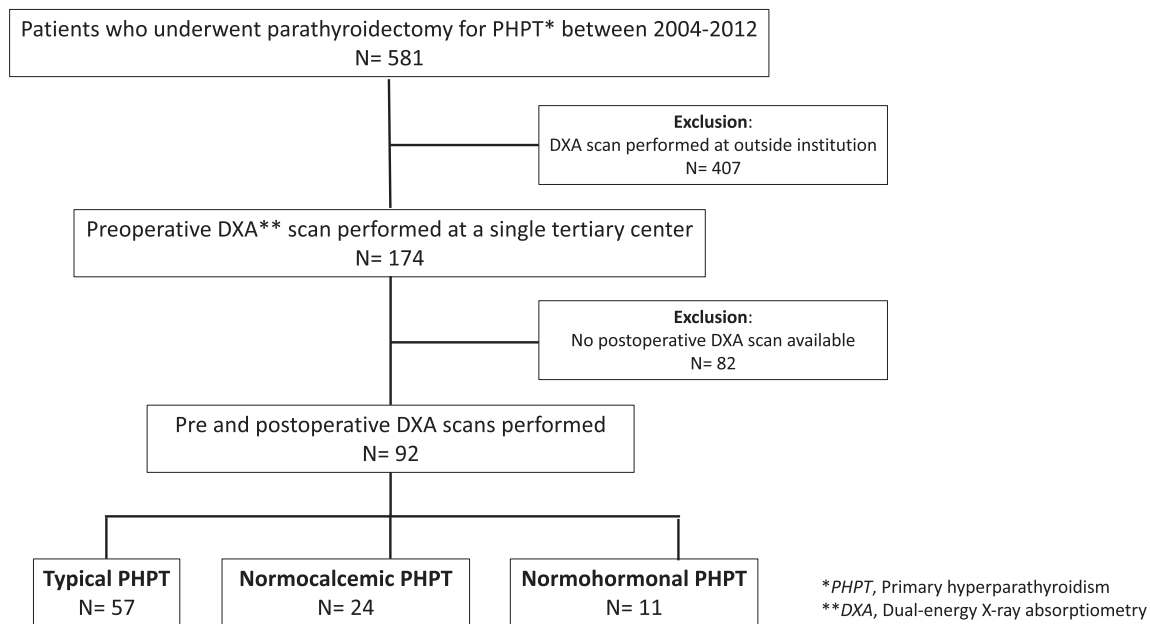 Patients who underwent parathyroidectomy for PHPT* between 2004-2012
N= 581
Exclusion:
DXA scan performed at outside institution
N= 407
Preoperative DXA** scan performed at a single tertiary center
N= 174
Exclusion:
No postoperative DXA scan available
N= 82
Pre and postoperative DXA scans performed
N= 92
Typical PHPT
N= 57
Normocalcemic PHPT
N= 24
Normohormonal PHPT
N= 11
*PHPT, Primary hyperparathyroidism
**DXA, Dual-energy X-ray absorptiometry